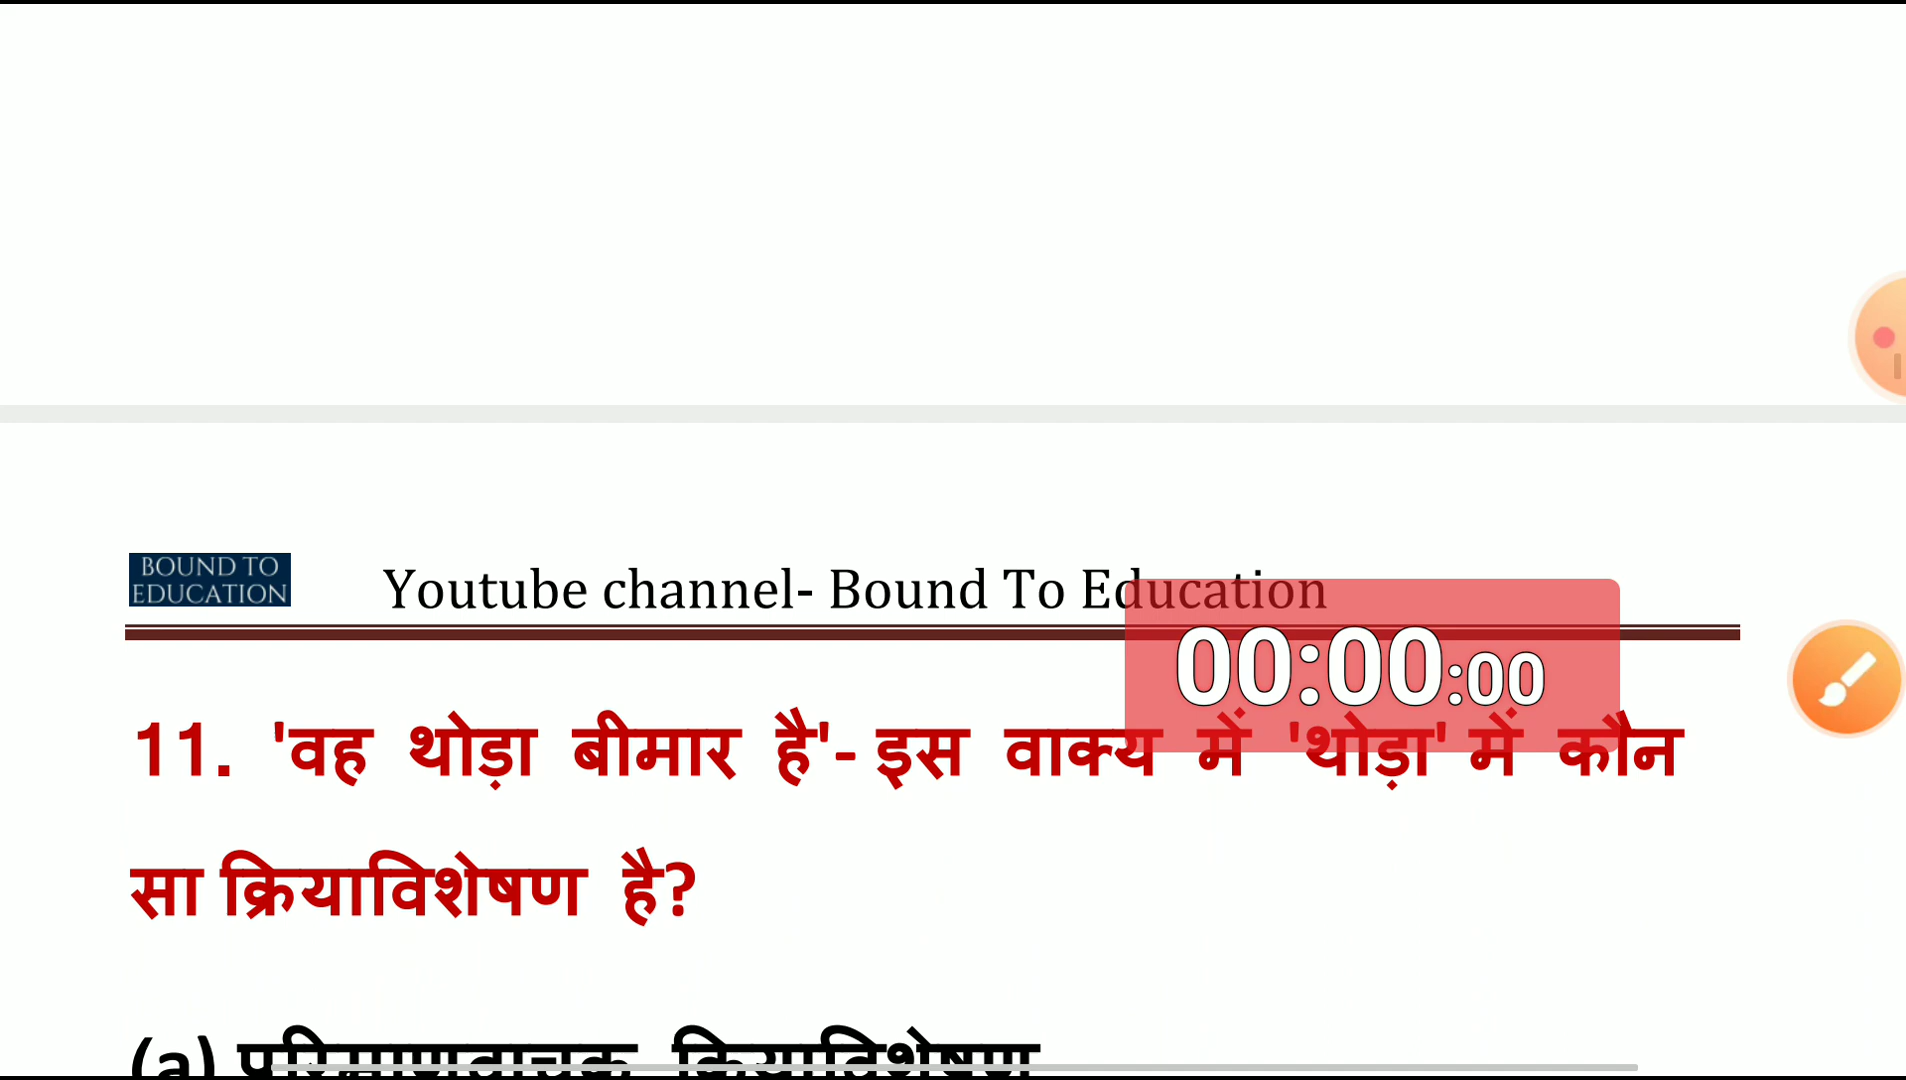 BOUND TO
EDUCATION
Youtube channel- Bound To Education
00:00:00
11. 'वह थोड़ा बीमार है'- इस वाक्य में 'थोड़ा' में कौन
सा क्रियाविशेषण है?
(a) परिमाणवाचक क्रियाविशेषण